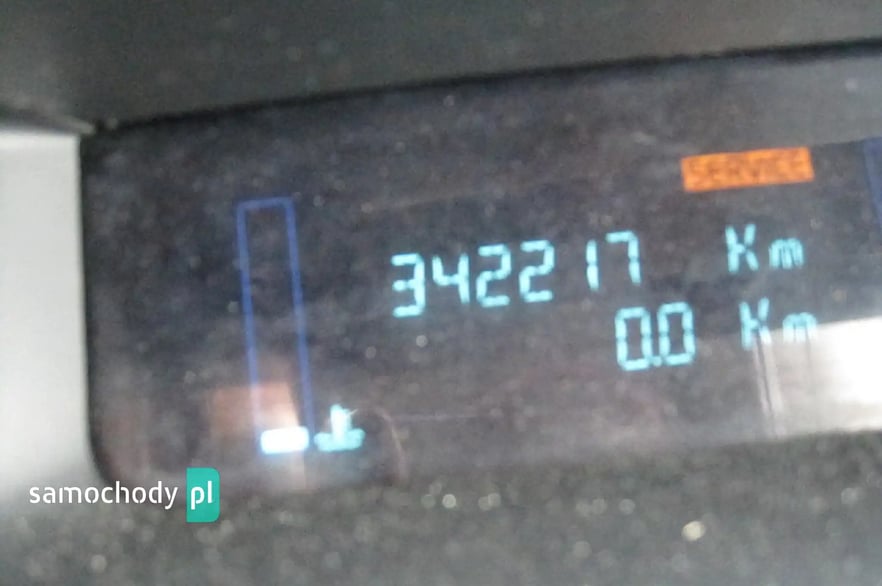 SERVICE
342217 Km
0.0 Km
samochody pl